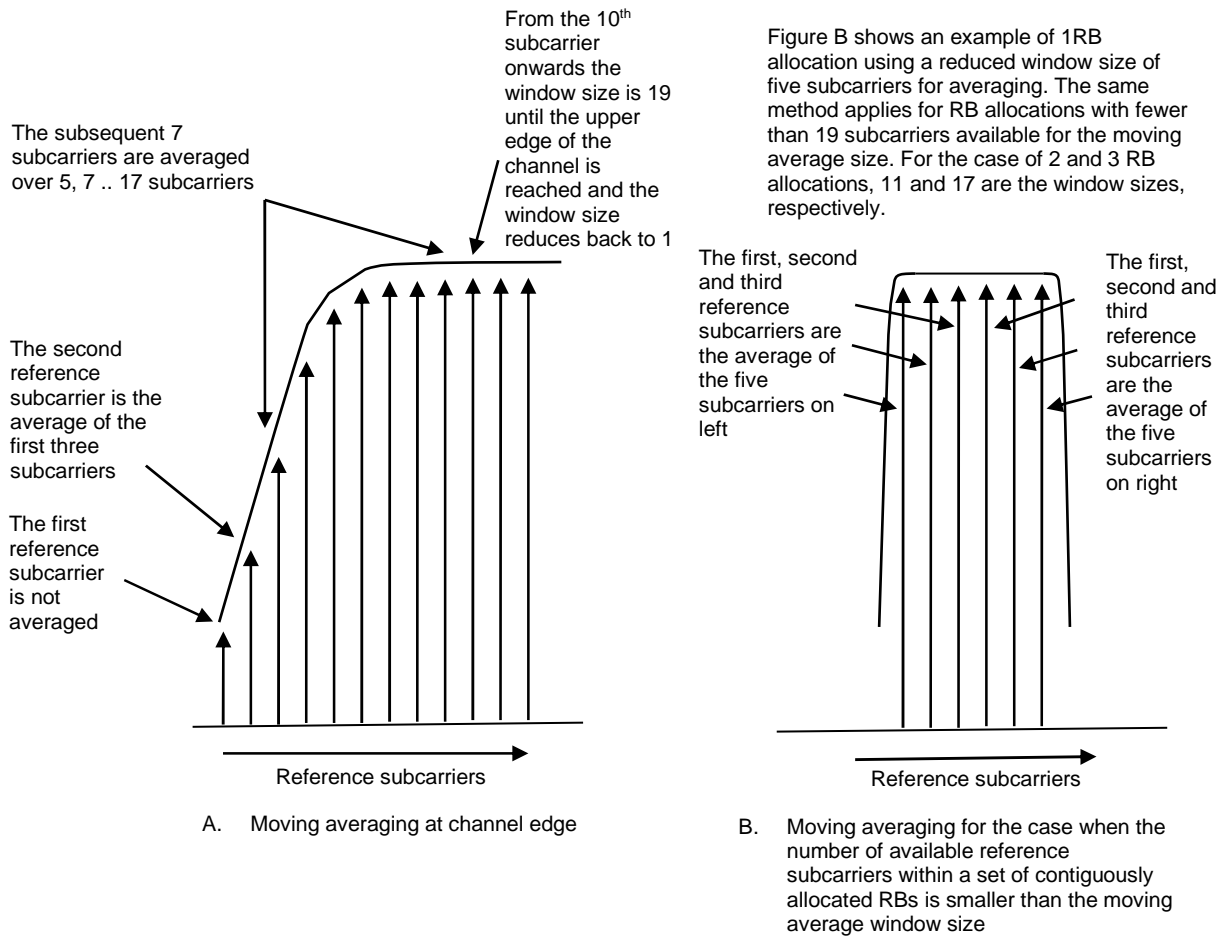 From the 10th
subcarrier
onwards the
window size is 19
until the upper
edge of the
channel is
reached and the
window size
reduces back to 1
The subsequent 7
subcarriers are averaged
over 5, 7 .. 17 subcarriers
The second
reference
subcarrier is the
average of the
first three
subcarriers
The first
reference
subcarrier
is not
averaged
Reference subcarriers
A. Moving averaging at channel edge
Figure B shows an example of 1RB
allocation using a reduced window size of
five subcarriers for averaging. The same
method applies for RB allocations with fewer
than 19 subcarriers available for the moving
average size. For the case of 2 and 3 RB
allocations, 11 and 17 are the window sizes,
respectively.
The first, second
and third
reference
subcarriers are
the average of
the five
subcarriers on
left
The first,
second and
third
reference
subcarriers
are the
average of
the five
subcarriers
on right
Reference subcarriers
B. Moving averaging for the case when the
number of available reference
subcarriers within a set of contiguously
allocated RBs is smaller than the moving
average window size